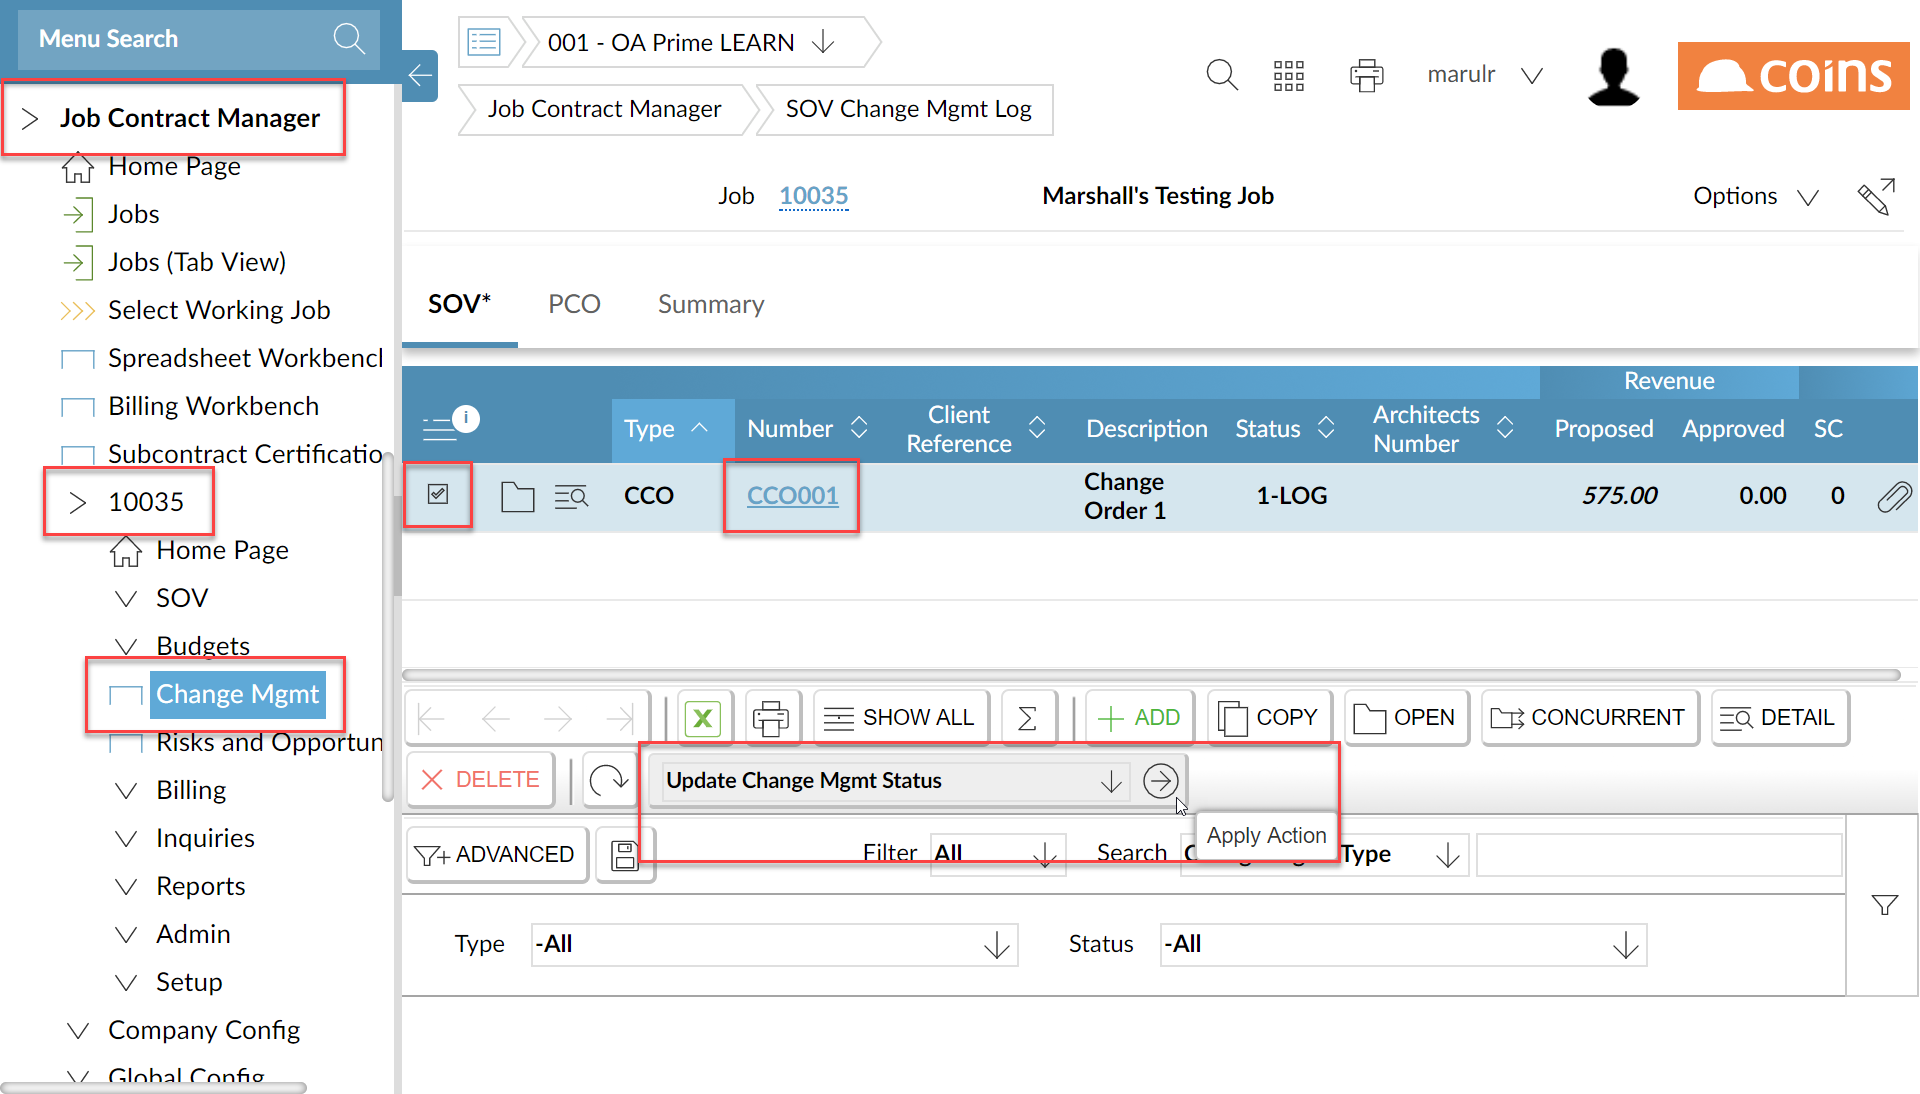 Menu Search
Job Contract Manager
Home Page
Jobs
Jobs (Tab View)
Select Working Job
Spreadsheet Workbencl
Billing Workbench
Subcontract Certificatio
10035
Home Page
SOV
Budgets
Change Mgmt
Risks and Opportun
Billing
Inquiries
Reports
Admin
Setup
Company Config
Global Config
001 - OA Prime LEARN
Job Contract Manager
SOV Change Mgmt Log
marulr
coins
Job 10035
Marshall's Testing Job
Options
SOV*
PCO
Summary
Revenue
i
Type
Number
Client
Reference
Description
Status
Architects
Number
Proposed
Approved
SC
CCO
CCO001
Change
Order 1
1-LOG
575.00
0.00
0
X
SHOW ALL
Σ
ADD
COPY
OPEN
CONCURRENT
DETAIL
DELETE
Update Change Mgmt Status
Apply Action
ADVANCED
Filter
All
Search
Type
Type
-All
Status
-All